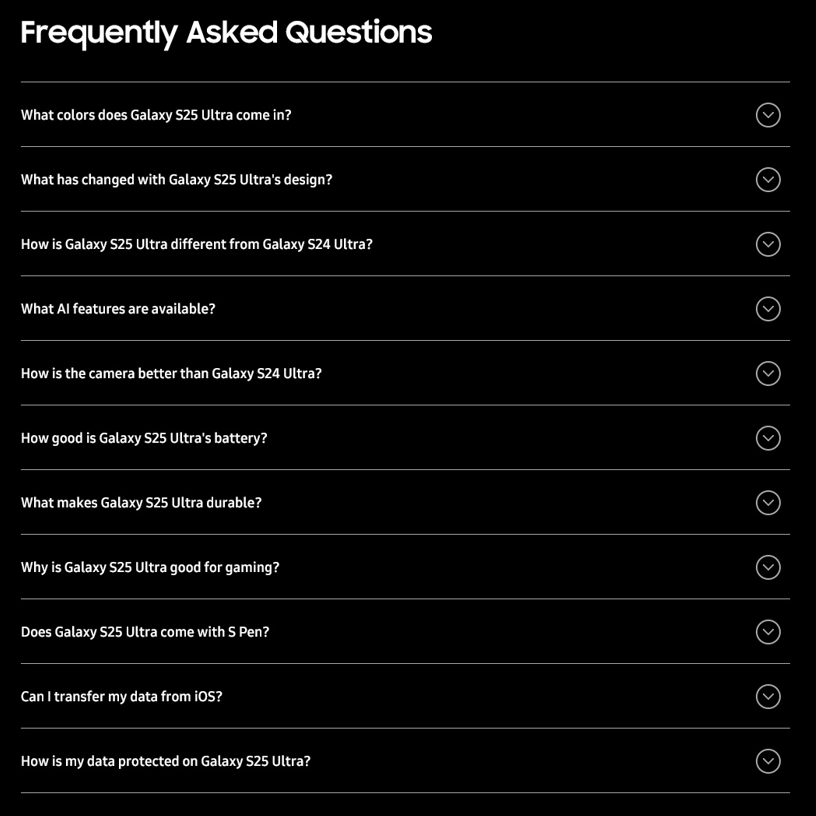 Frequently Asked Questions
What colors does Galaxy S25 Ultra come in?
What has changed with Galaxy S25 Ultra's design?
How is Galaxy S25 Ultra different from Galaxy S24 Ultra?
What AI features are available?
How is the camera better than Galaxy S24 Ultra?
How good is Galaxy S25 Ultra's battery?
What makes Galaxy S25 Ultra durable?
Why is Galaxy S25 Ultra good for gaming?
Does Galaxy S25 Ultra come with S Pen?
Can I transfer my data from iOS?
How is my data protected on Galaxy S25 Ultra?